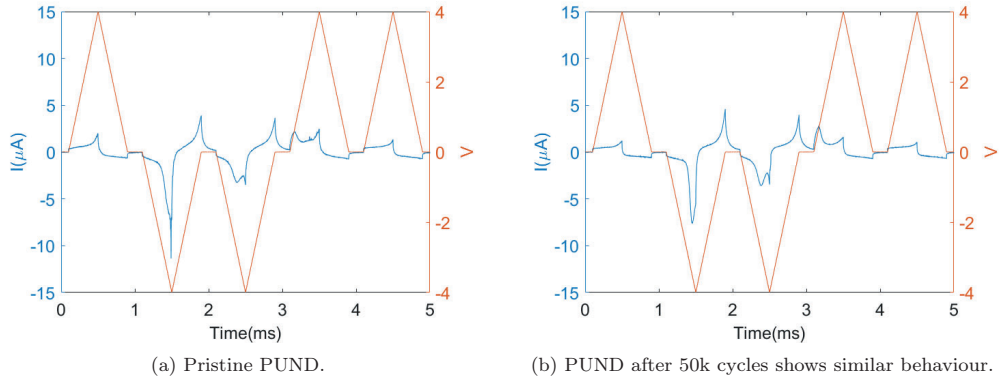 15
10
5
0
-5
-10
-15
I(μA)
4
2
0
-2
-4
V
0 1 2 3 4 5
Time(ms)
(a) Pristine PUND.
15
10
5
0
-5
-10
-15
I(μA)
4
2
0
-2
-4
V
0 1 2 3 4 5
Time(ms)
(b) PUND after 50k cycles shows similar behaviour.